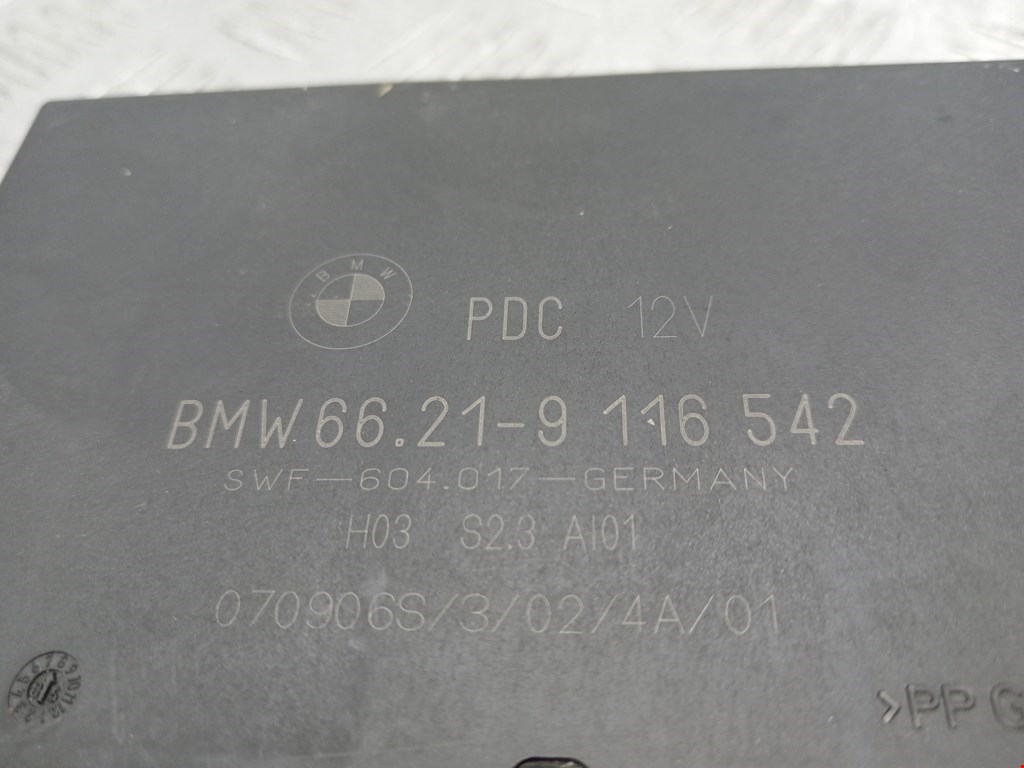 BMW
PDC 12V
BMW 66.21-9 116 542
SWF-604.017-GERMANY
H03 S2.3 AI01
070906S/3/02/4A/01
>PP